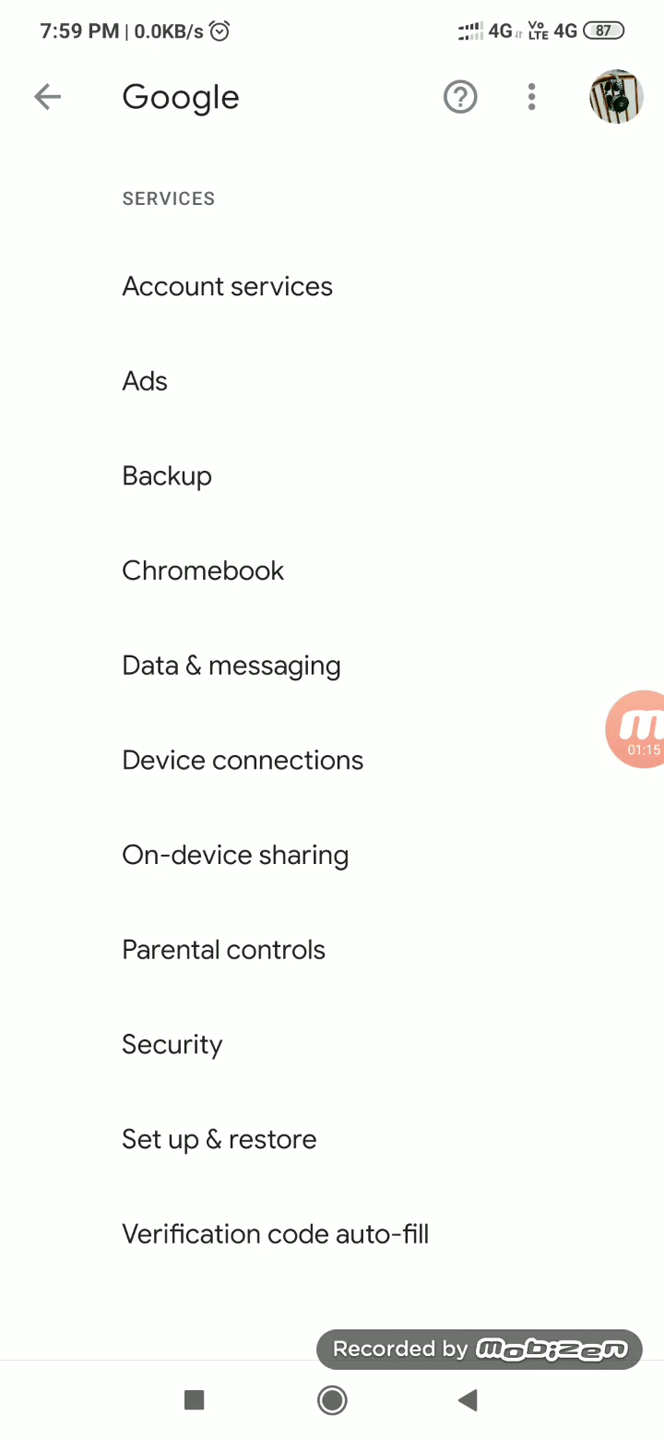 7:59 PM | 0.0KB/s 4G Vo LTE 4G 87
Google
SERVICES
Account services
Ads
Backup
Chromebook
Data & messaging
m
01:15
Device connections
On-device sharing
Parental controls
Security
Set up & restore
Verification code auto-fill
Recorded by mobizen